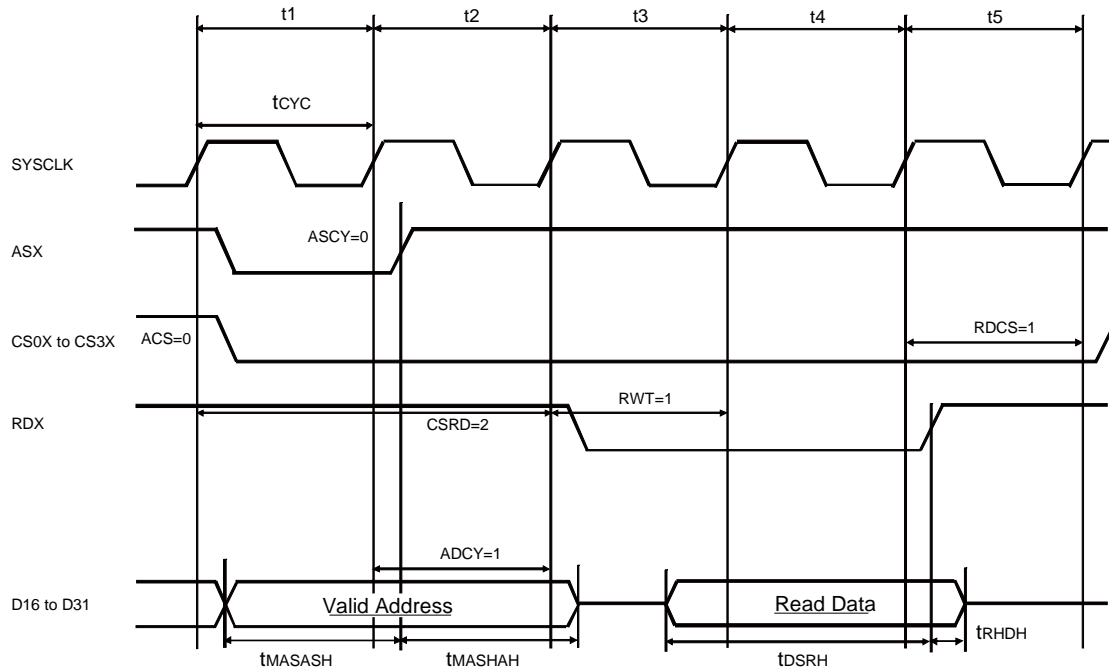 t1 t2 t3 t4 t5
tCYC
SYSCLK
ASCY=0
ASX
ACS=0
CS0X to CS3X
RDCS=1
RWT=1
RDX
CSRD=2
ADCY=1
D16 to D31
Valid Address
Read Data
tRHDH
tMASASH tMASHAH tDSRH